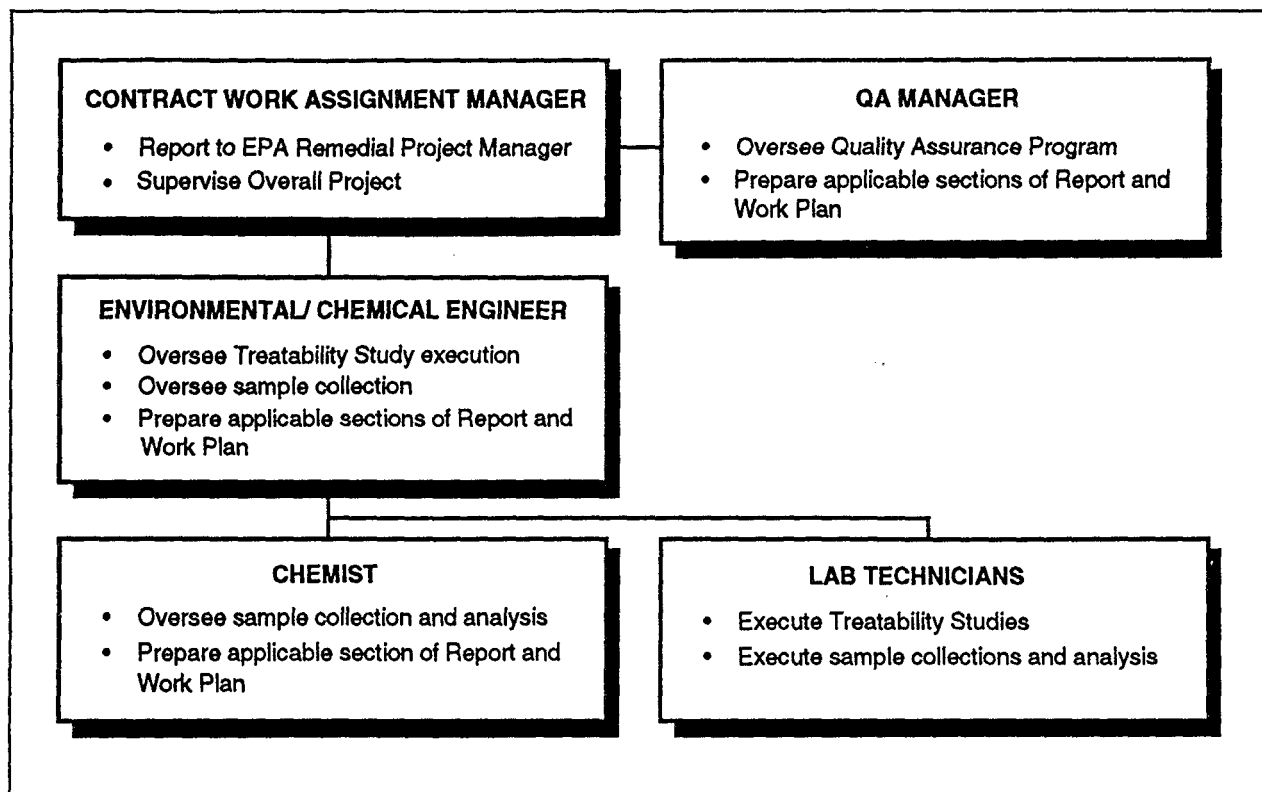 CONTRACT WORK ASSIGNMENT MANAGER
• Report to EPA Remedial Project Manager
• Supervise Overall Project
QA MANAGER
• Oversee Quality Assurance Program
• Prepare applicable sections of Report and
Work Plan
ENVIRONMENTAL/ CHEMICAL ENGINEER
• Oversee Treatability Study execution
• Oversee sample collection
• Prepare applicable sections of Report and
Work Plan
CHEMIST
• Oversee sample collection and analysis
• Prepare applicable section of Report and
Work Plan
LAB TECHNICIANS
• Execute Treatability Studies
• Execute sample collections and analysis